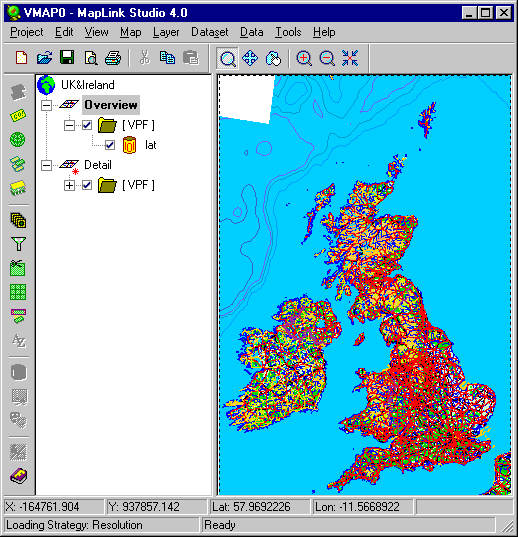 VMAP0 - MapLink Studio 4.0
Project Edit View Map Layer Dataset Data Tools Help
UK&Ireland
Overview
[ VPF ]
lat
Detail
[ VPF ]
AZ
X: -164761.904 Y: 937857.142 Lat: 57.9692226 Lon: -11.5668922
Loading Strategy: Resolution Ready